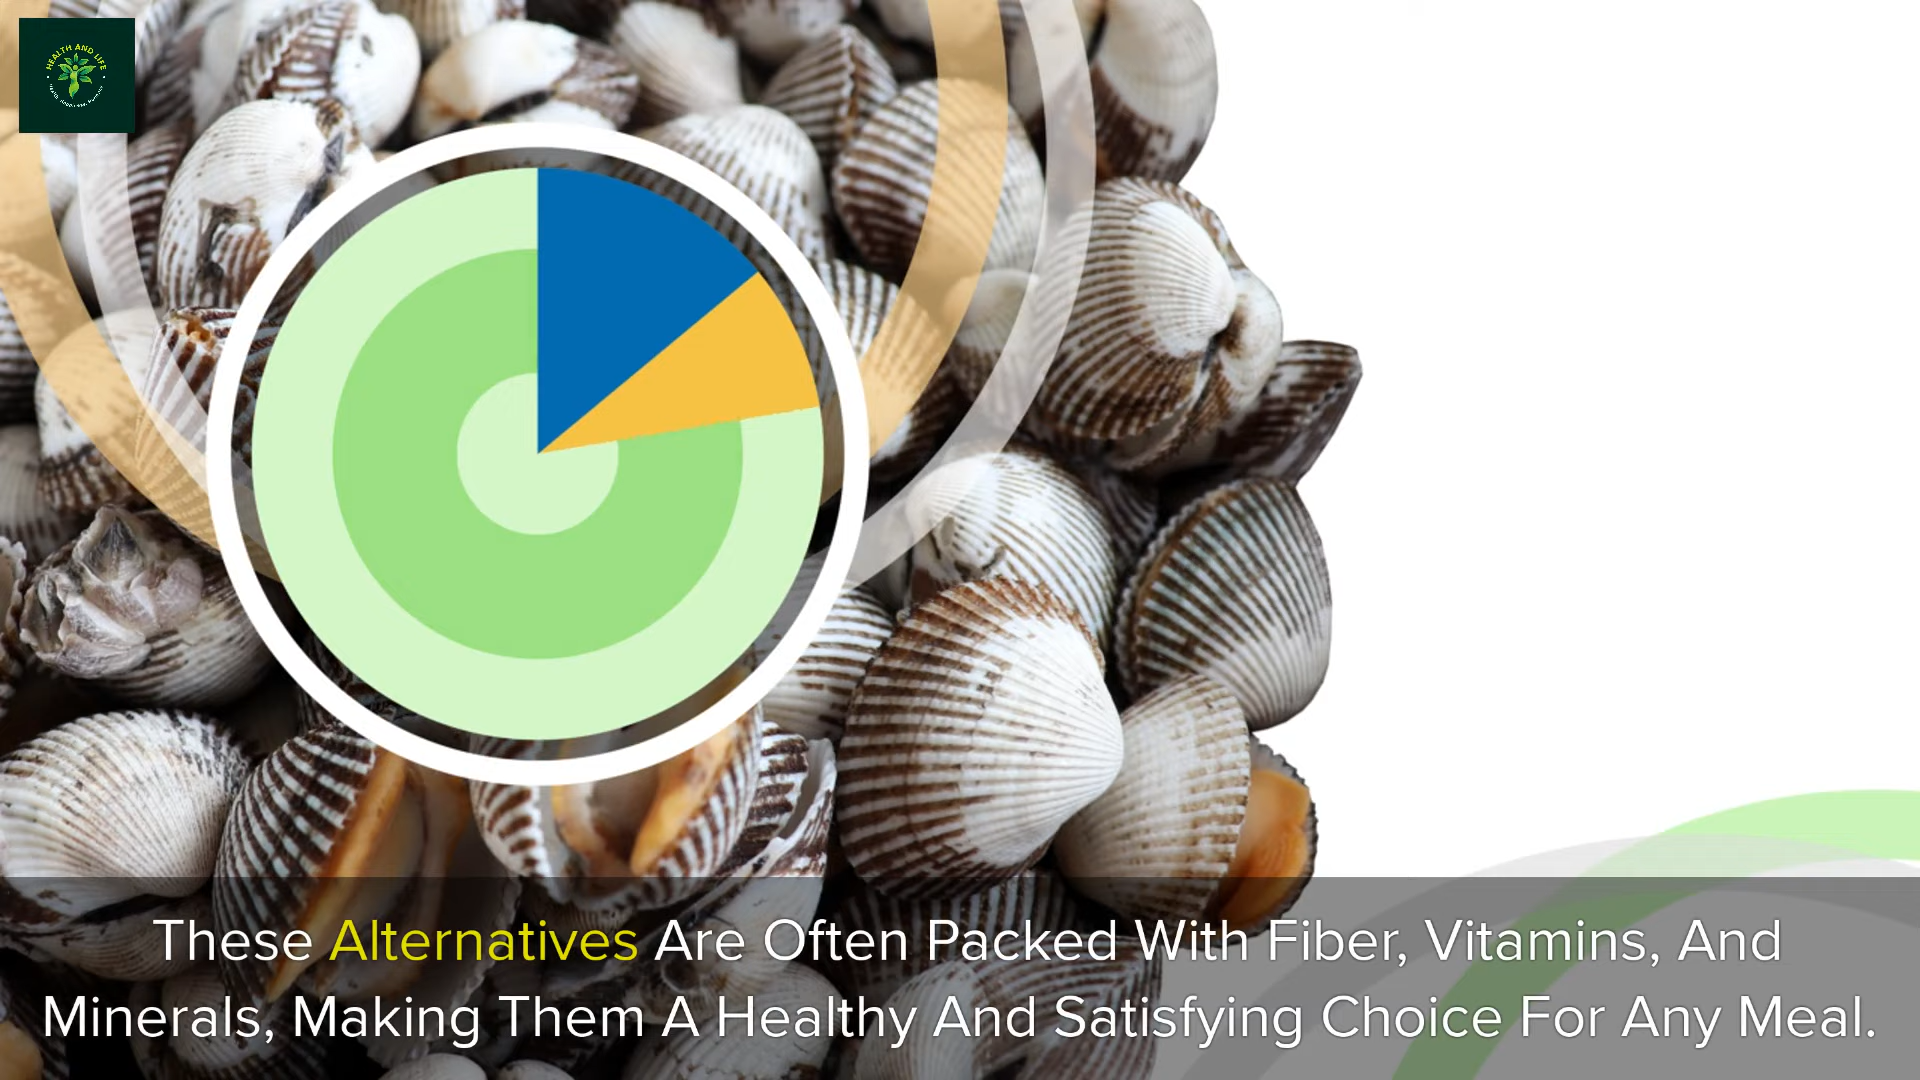 HEALTH AND LIFE
These Alternatives Are Often Packed With Fiber, Vitamins, And
Minerals, Making Them A Healthy And Satisfying Choice For Any Meal.